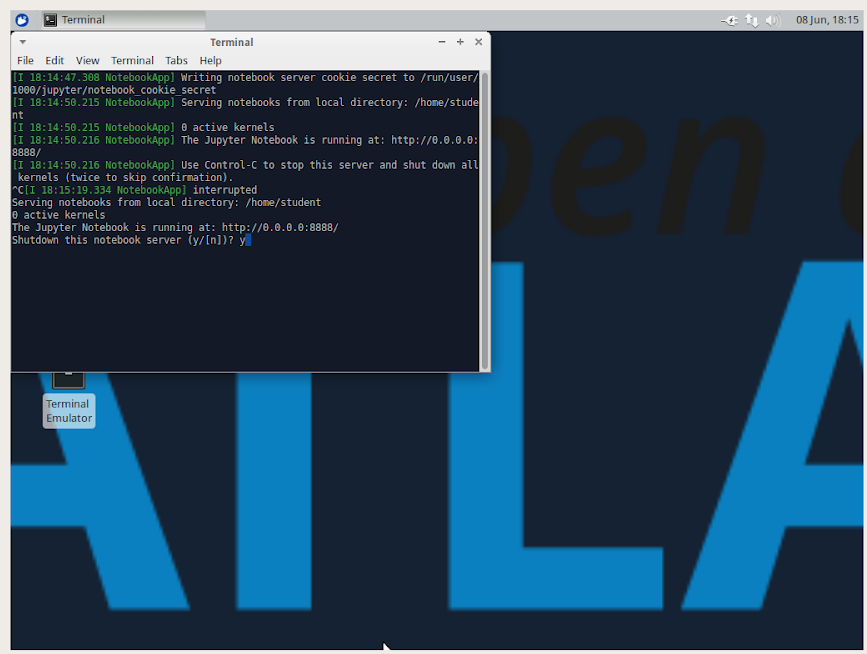 Terminal
08 Jun, 18:15
Terminal
File Edit View Terminal Tabs Help
[I 18:14:47.308 NotebookApp] Writing notebook server cookie secret to /run/user/
1000/jupyter/notebook_cookie_secret
[I 18:14:50.215 NotebookApp] Serving notebooks from local directory: /home/stude
nt
[I 18:14:50.215 NotebookApp] 0 active kernels
[I 18:14:50.216 NotebookApp] The Jupyter Notebook is running at: http://0.0.0.0:
8888/
[I 18:14:50.216 NotebookApp] Use Control-C to stop this server and shut down all
 kernels (twice to skip confirmation).
^C[I 18:15:19.334 NotebookApp] interrupted
Serving notebooks from local directory: /home/student
0 active kernels
The Jupyter Notebook is running at: http://0.0.0.0:8888/
Shutdown this notebook server (y/[n])? y
pen
Terminal
Emulator
ATLA